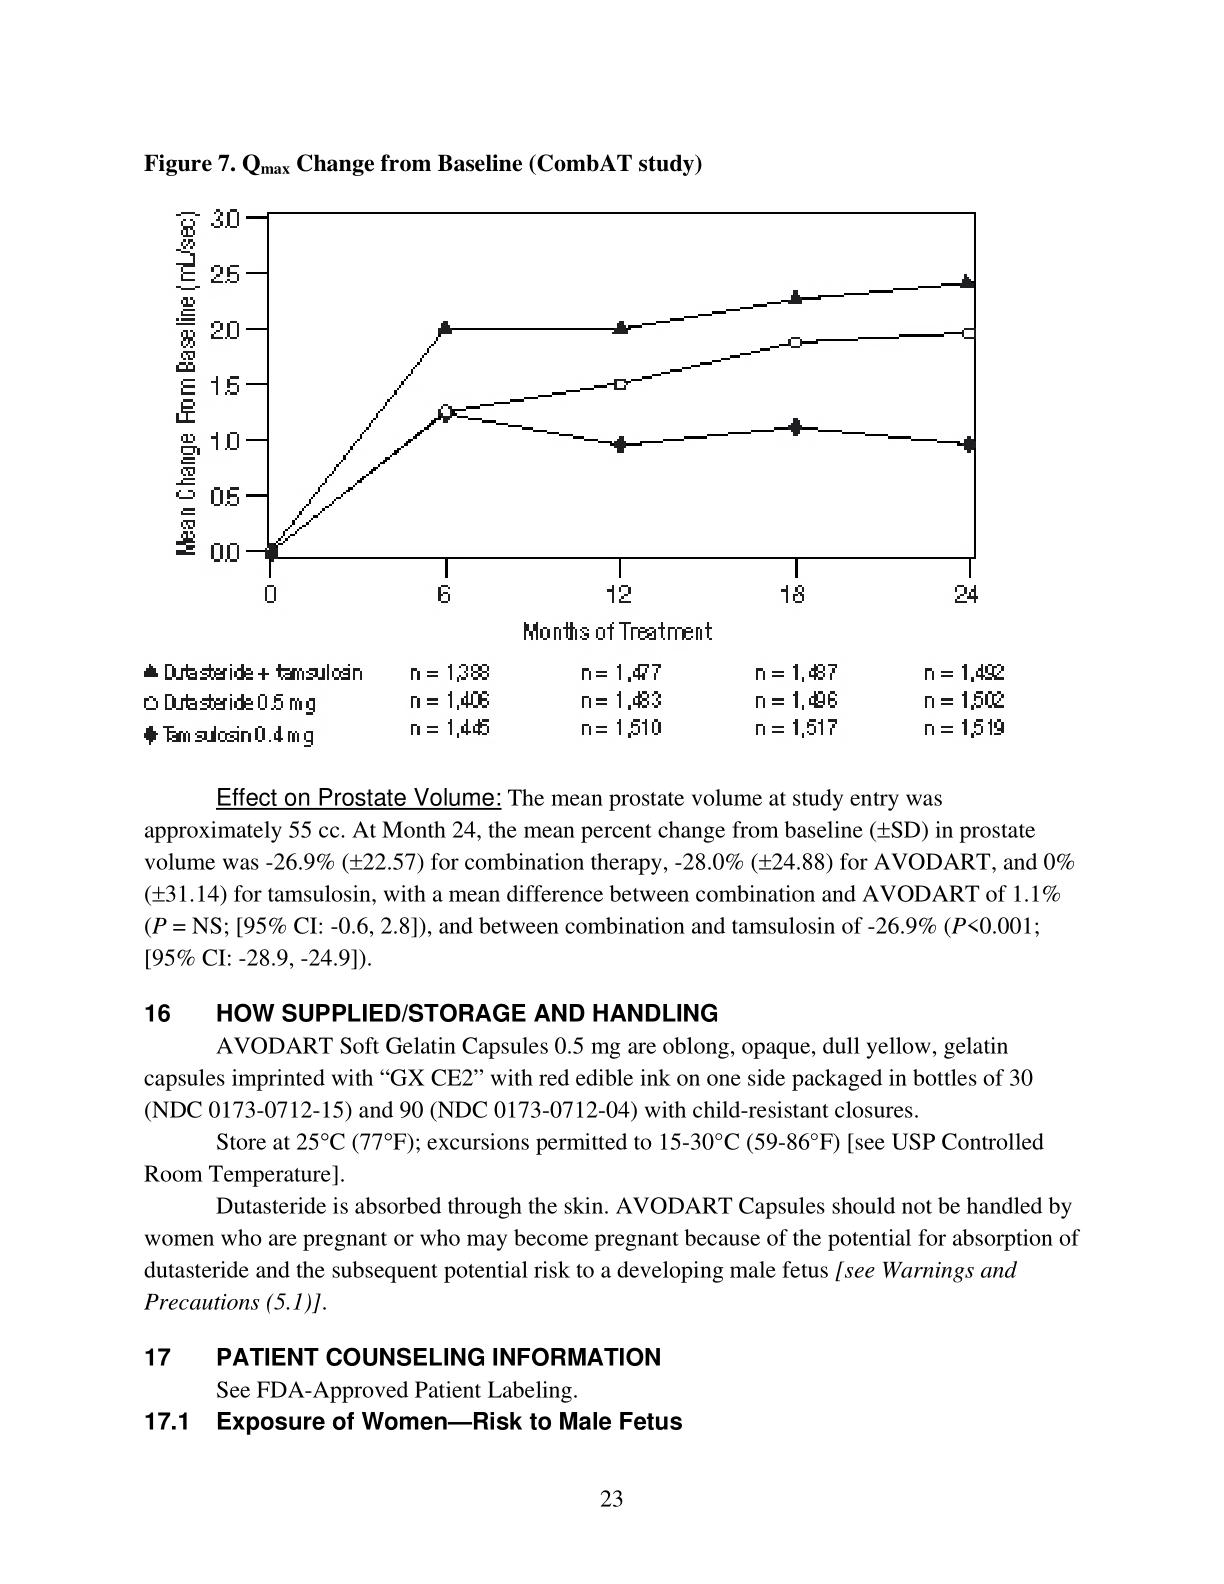 Figure 7. Qmax Change from Baseline (CombAT study)
Mean Change From Baseline (mL/sec)
3.0
2.5
2.0
1.5
1.0
0.5
0.0
0 6 12 18 24
Months of Treatment
Dutasteride + tamsulosin n = 1,388 n = 1,477 n = 1,487 n = 1,492
Dutasteride 0.5 mg n = 1,406 n = 1,483 n = 1,496 n = 1,502
Tamsulosin 0.4 mg n = 1,445 n = 1,510 n = 1,517 n = 1,519
Effect on Prostate Volume: The mean prostate volume at study entry was
approximately 55 cc. At Month 24, the mean percent change from baseline (±SD) in prostate
volume was -26.9% (±22.57) for combination therapy, -28.0% (±24.88) for AVODART, and 0%
(±31.14) for tamsulosin, with a mean difference between combination and AVODART of 1.1%
(P = NS; [95% CI: -0.6, 2.8]), and between combination and tamsulosin of -26.9% (P<0.001;
[95% CI: -28.9, -24.9]).
16 HOW SUPPLIED/STORAGE AND HANDLING
AVODART Soft Gelatin Capsules 0.5 mg are oblong, opaque, dull yellow, gelatin
capsules imprinted with “GX CE2” with red edible ink on one side packaged in bottles of 30
(NDC 0173-0712-15) and 90 (NDC 0173-0712-04) with child-resistant closures.
Store at 25°C (77°F); excursions permitted to 15-30°C (59-86°F) [see USP Controlled
Room Temperature].
Dutasteride is absorbed through the skin. AVODART Capsules should not be handled by
women who are pregnant or who may become pregnant because of the potential for absorption of
dutasteride and the subsequent potential risk to a developing male fetus [see Warnings and
Precautions (5.1)].
17 PATIENT COUNSELING INFORMATION
See FDA-Approved Patient Labeling.
17.1 Exposure of Women—Risk to Male Fetus
23